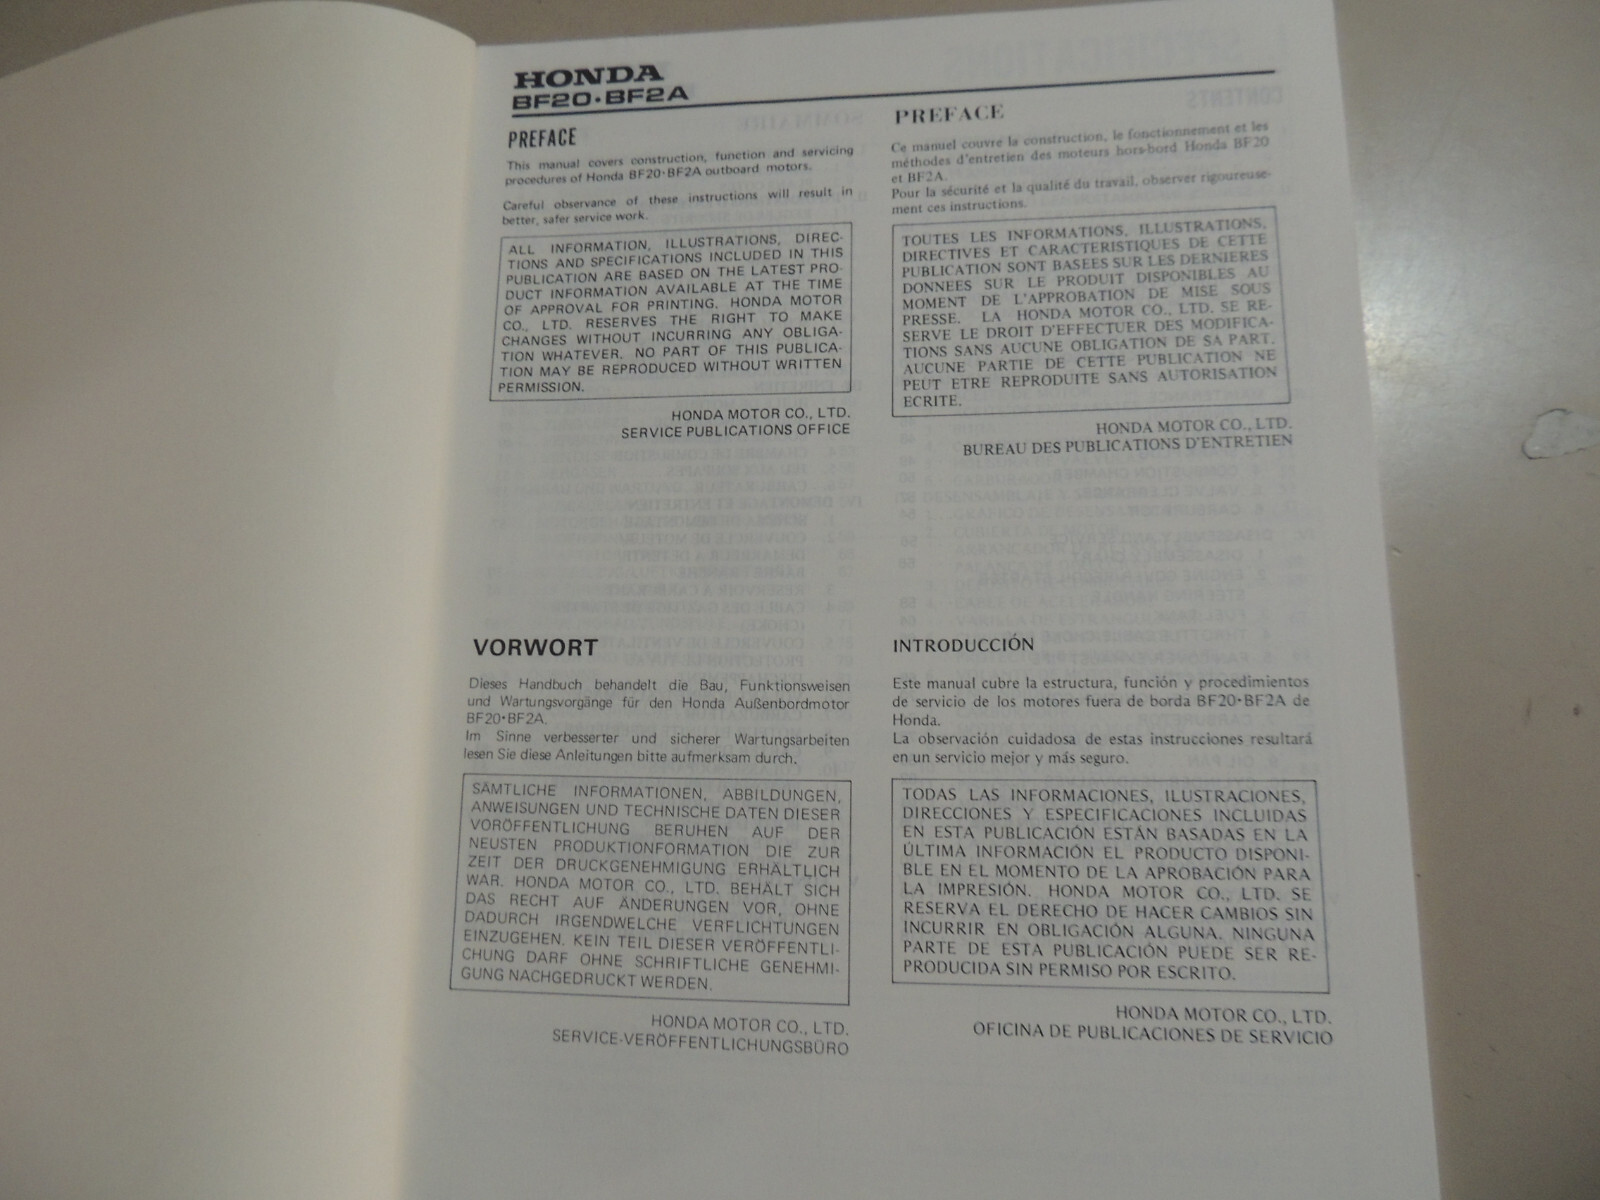 HONDA
BF20·BF2A
PREFACE
This manual covers construction, function and servicing
procedures of Honda BF20·BF2A outboard motors.
Careful observance of these instructions will result in
better, safer service work.
ALL INFORMATION, ILLUSTRATIONS, DIREC-
TIONS AND SPECIFICATIONS INCLUDED IN THIS
PUBLICATION ARE BASED ON THE LATEST PRO-
DUCT INFORMATION AVAILABLE AT THE TIME
OF APPROVAL FOR PRINTING. HONDA MOTOR
CO., LTD. RESERVES THE RIGHT TO MAKE
CHANGES WITHOUT INCURRING ANY OBLIGA-
TION WHATEVER. NO PART OF THIS PUBLICA-
TION MAY BE REPRODUCED WITHOUT WRITTEN
PERMISSION.
HONDA MOTOR CO., LTD.
SERVICE PUBLICATIONS OFFICE
PREFACE
Ce manuel couvre la construction, le fonctionnement et les
méthodes d'entretien des moteurs hors-bord Honda BF20
et BF2A.
Pour la sécurité et la qualité du travail, observer rigoureuse-
ment ces instructions.
TOUTES LES INFORMATIONS, ILLUSTRATIONS,
DIRECTIVES ET CARACTERISTIQUES DE CETTE
PUBLICATION SONT BASEES SUR LES DERNIERES
DONNEES SUR LE PRODUIT DISPONIBLES AU
MOMENT DE L'APPROBATION DE MISE SOUS
PRESSE. LA HONDA MOTOR CO., LTD. SE RE-
SERVE LE DROIT D'EFFECTUER DES MODIFICA-
TIONS SANS AUCUNE OBLIGATION DE SA PART.
AUCUNE PARTIE DE CETTE PUBLICATION NE
PEUT ETRE REPRODUITE SANS AUTORISATION
ECRITE.
HONDA MOTOR CO., LTD.
BUREAU DES PUBLICATIONS D'ENTRETIEN
VORWORT
Dieses Handbuch behandelt die Bau, Funktionsweisen
und Wartungsvorgänge für den Honda Außenbordmotor
BF20·BF2A.
Im Sinne verbesserter und sicherer Wartungsarbeiten
lesen Sie diese Anleitungen bitte aufmerksam durch.
SÄMTLICHE INFORMATIONEN, ABBILDUNGEN,
ANWEISUNGEN UND TECHNISCHE DATEN DIESER
VORÖFFENTLICHUNG BERUHEN AUF DER
NEUSTEN PRODUKTIONFORMATION DIE ZUR
ZEIT DER DRUCKGENEHMIGUNG ERHÄLTLICH
WAR. HONDA MOTOR CO., LTD. BEHÄLT SICH
DAS RECHT AUF ÄNDERUNGEN VOR, OHNE
DADURCH IRGENDWELCHE VERFLICHTUNGEN
EINZUGEHEN. KEIN TEIL DIESER VERÖFFENTLI-
CHUNG DARF OHNE SCHRIFTLICHE GENEHMI-
GUNG NACHGEDRUCKT WERDEN.
HONDA MOTOR CO., LTD.
SERVICE-VERÖFFENTLICHUNGSBÜRO
INTRODUCCIÓN
Este manual cubre la estructura, función y procedimientos
de servicio de los motores fuera de borda BF20·BF2A de
Honda.
La observación cuidadosa de estas instrucciones resultará
en un servicio mejor y más seguro.
TODAS LAS INFORMACIONES, ILUSTRACIONES,
DIRECCIONES Y ESPECIFICACIONES INCLUIDAS
EN ESTA PUBLICACIÓN ESTÁN BASADAS EN LA
ÚLTIMA INFORMACIÓN EL PRODUCTO DISPONI-
BLE EN EL MOMENTO DE LA APROBACIÓN PARA
LA IMPRESIÓN. HONDA MOTOR CO., LTD. SE
RESERVA EL DERECHO DE HACER CAMBIOS SIN
INCURRIR EN OBLIGACIÓN ALGUNA. NINGUNA
PARTE DE ESTA PUBLICACIÓN PUEDE SER RE-
PRODUCIDA SIN PERMISO POR ESCRITO.
HONDA MOTOR CO., LTD.
OFICINA DE PUBLICACIONES DE SERVICIO